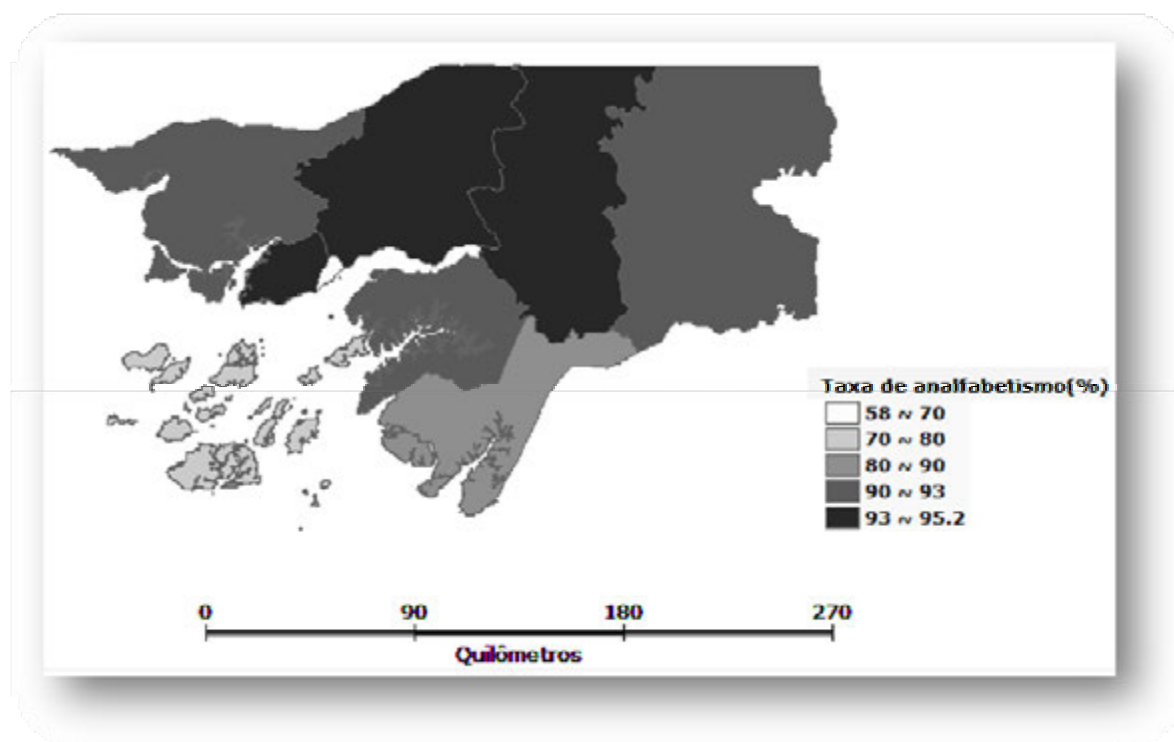 Taxa de analfabetismo(%)
58 ~ 70
70 ~ 80
80 ~ 90
90 ~ 93
93 ~ 95.2
0 90 180 270
Quilômetros